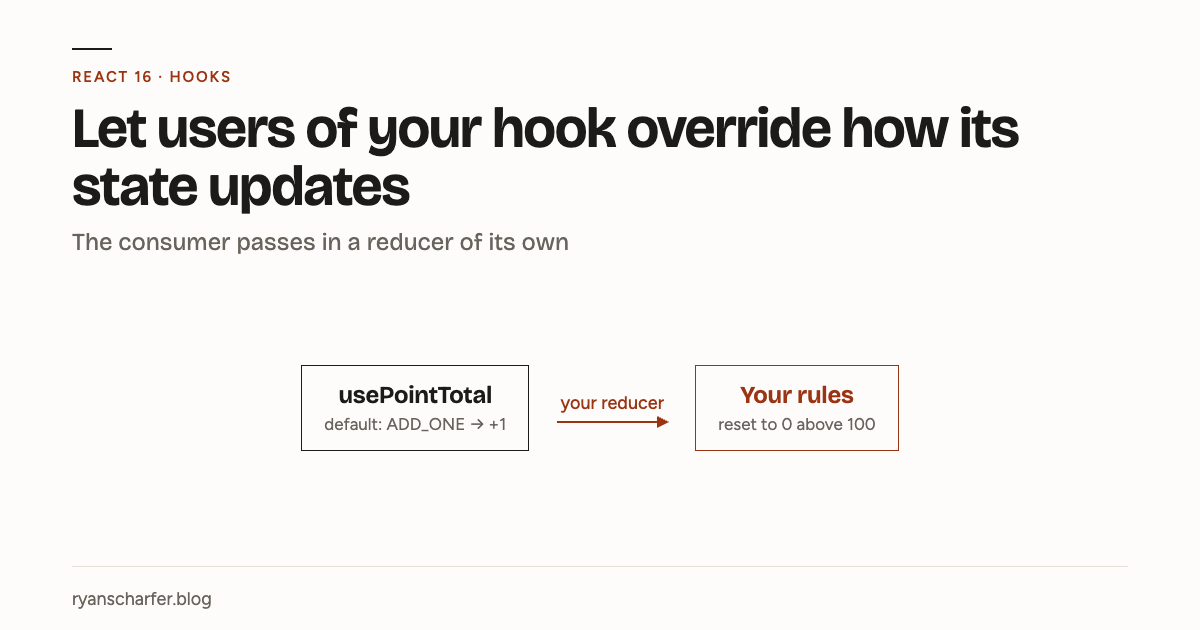 REACT 16 · HOOKS
Let users of your hook override how its
state updates
The consumer passes in a reducer of its own
usePointTotal
default: ADD_ONE → +1
your reducer
Your rules
reset to 0 above 100
ryanscharfer.blog